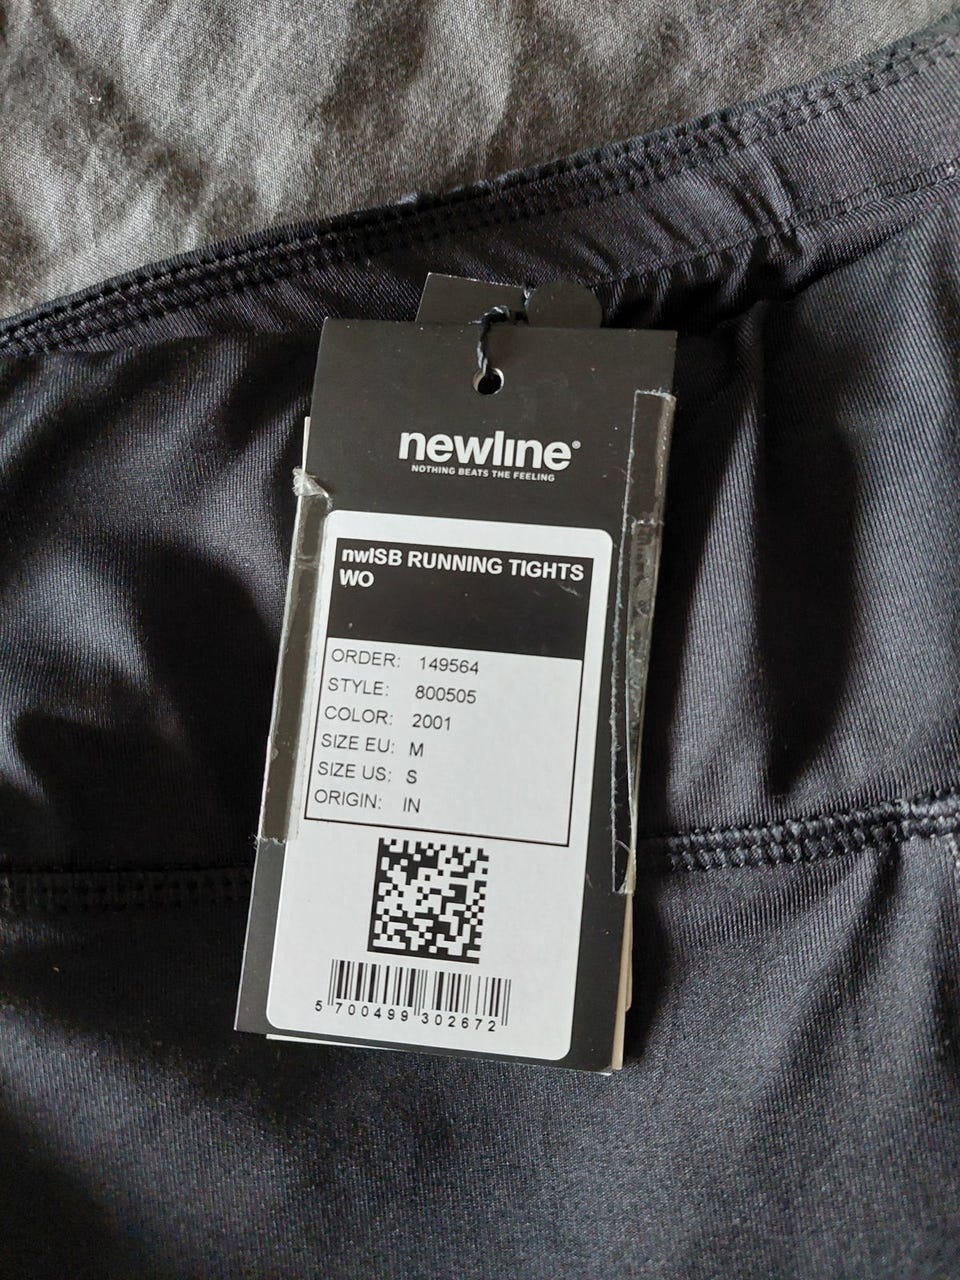 newline®
NOTHING BEATS THE FEELING
nwlSB RUNNING TIGHTS
WO
ORDER: 149564
STYLE: 800505
COLOR: 2001
SIZE EU: M
SIZE US: S
ORIGIN: IN
5 700499 302672